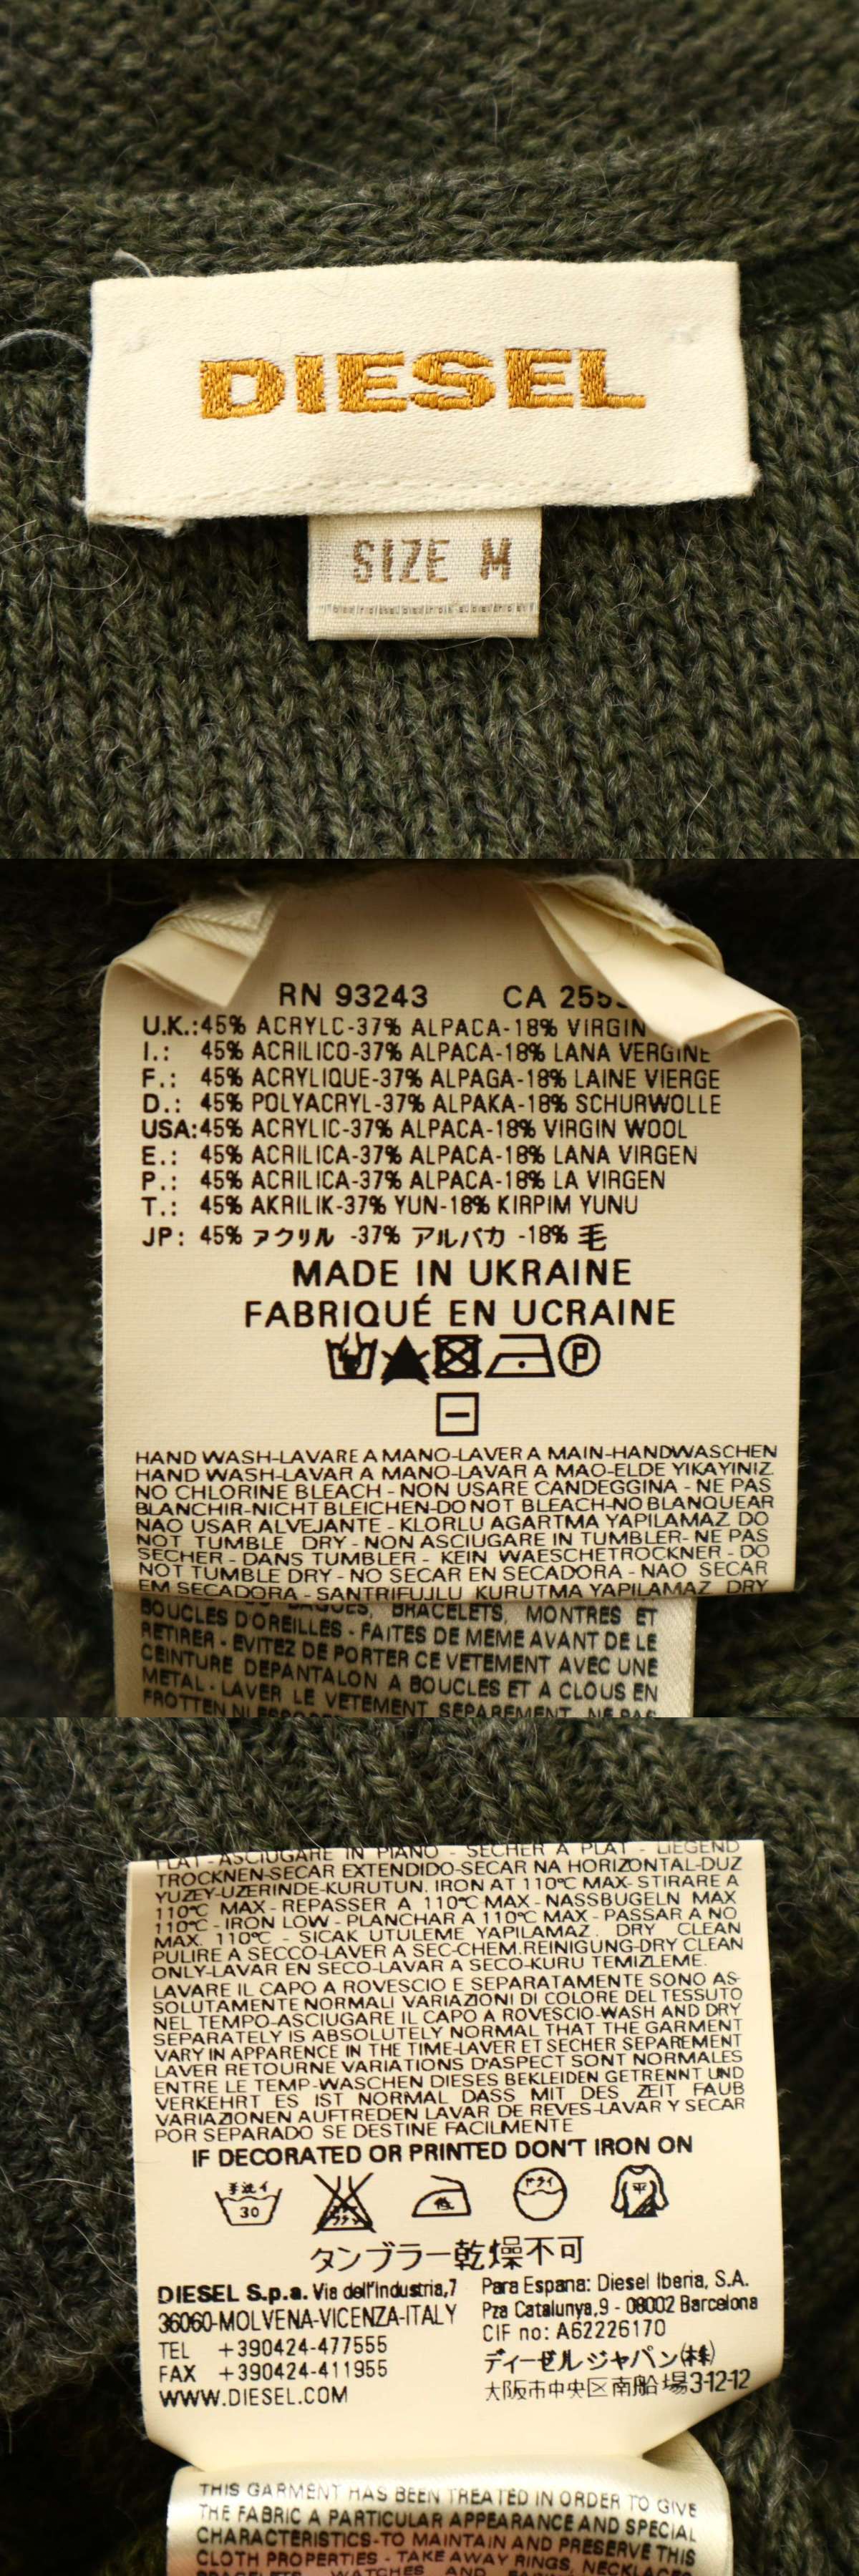 DIESEL
SIZE M
RN 93243 CA
U.K.:45% ACRYLC-37% ALPACA-18% VIRGIN
I.: 45% ACRILICO-37% ALPACA-18% LANA VERGINE
F.: 45% ACRYLIQUE-37% ALPAGA-18% LAINE VIERGE
D.: 45% POLYACRYL-37% ALPAKA-18% SCHURWOLLE
USA:45% ACRYLIC-37% ALPACA-18% VIRGIN WOOL
E.: 45% ACRILICA-37% ALPACA-18% LANA VIRGEN
P.: 45% ACRILICA-37% ALPACA-18% LA VIRGEN
T.: 45% AKRILIK-37% YUN-18% KIRPIM YUNU
JP: 45% アクリル -37% アルパカ -18% 毛
MADE IN UKRAINE
FABRIQUÉ EN UCRAINE
P
HAND WASH-LAVARE A MANO-LAVER A MAIN-HANDWASCHEN
HAND WASH-LAVAR A MANO-LAVAR A MAO-ELDE YIKAYINIZ
NO CHLORINE BLEACH - NON USARE CANDEGGINA - NE PAS
BLANCHIR-NICHT BLEICHEN-DO NOT BLEACH-NO BLANQUEAR
NAO USAR ALVEJANTE - KLORLU AGARTMA YAPILAMAZ DO
NOT TUMBLE DRY - NON ASCIUGARE IN TUMBLER- NE PAS
SECHER - DANS TUMBLER - KEIN WAESCHETROCKNER - DO
NOT TUMBLE DRY - NO SECAR EN SECADORA - NAO SECAR
EM SECADORA - SANTRIFUJLU KURUTMA YAPILAMAZ DRY
BRACELETS, MONTRES ET
BOUCLES D'OREILLES - FAITES DE MEME AVANT DE LE
RETIRER - EVITEZ DE PORTER CE VETEMENT AVEC UNE
CEINTURE DEPANTALON A BOUCLES ET A CLOUS EN
METAL - LAVER LE VETEMENT SEPAREMENT, NE PAS
FLAT - ASCIUGARE IN PIANO - SECHER A PLAT - LIEGEND
TROCKNEN-SECAR EXTENDIDO-SECAR NA HORIZONTAL-DUZ
YUZEY-UZERINDE-KURUTUN. IRON AT 110°C MAX- STIRARE A
110°C MAX - REPASSER A 110°C MAX - NASSBUGELN MAX
110°C - IRON LOW - PLANCHAR A 110°C MAX - PASSAR A NO
MAX. 110°C - SICAK UTULEME YAPILAMAZ. DRY CLEAN
PULIRE A SECCO-LAVER A SEC-CHEM.REINIGUNG-DRY CLEAN
ONLY-LAVAR EN SECO-LAVAR A SECO-KURU TEMIZLEME.
LAVARE IL CAPO A ROVESCIO E SEPARATAMENTE SONO AS-
SOLUTAMENTE NORMALI VARIAZIONI DI COLORE DEL TESSUTO
NEL TEMPO-ASCIUGARE IL CAPO A ROVESCIO-WASH AND DRY
SEPARATELY IS ABSOLUTELY NORMAL THAT THE GARMENT
VARY IN APPARENCE IN THE TIME-LAVER ET SECHER SEPAREMENT
LAVER RETOURNE VARIATIONS D'ASPECT SONT NORMALES
ENTRE LE TEMP-WASCHEN DIESES BEKLEIDEN GETRENNT UND
VERKEHRT ES IST NORMAL DASS MIT DES ZEIT FAUB
VARIAZIONEN AUFTREDEN LAVAR DE REVES-LAVAR Y SECAR
POR SEPARADO SE DESTINE FACILMENTE
IF DECORATED OR PRINTED DON'T IRON ON
手洗イ 30 低 ドライ 平
タンブラー乾燥不可
DIESEL S.p.a. Via dell'Industria,7
36060-MOLVENA-VICENZA-ITALY
TEL +390424-477555
FAX +390424-411955
WWW.DIESEL.COM
Para Espana: Diesel Iberia, S.A.
Pza Catalunya,9 - 08002 Barcelona
CIF no: A62226170
ディーゼルジャパン(株)
大阪市中央区南船場3-12-12
THIS GARMENT HAS BEEN TREATED IN ORDER TO GIVE
THE FABRIC A PARTICULAR APPEARANCE AND SPECIAL
CHARACTERISTICS-TO MAINTAIN AND PRESERVE THIS
CLOTH PROPERTIES - TAKE AWAY RINGS, NECKLACES